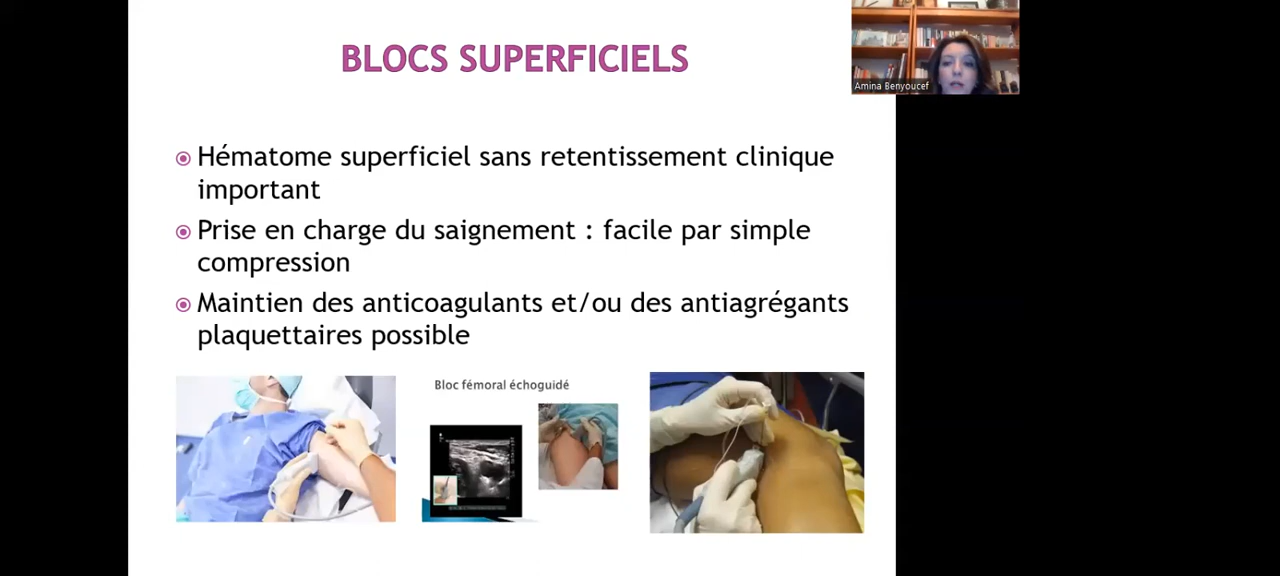 BLOCS SUPERFICIELS
Amina Benyoucef
Hématome superficiel sans retentissement clinique
important
Prise en charge du saignement : facile par simple
compression
Maintien des anticoagulants et/ou des antiagrégants
plaquettaires possible
Bloc fémoral échoguidé